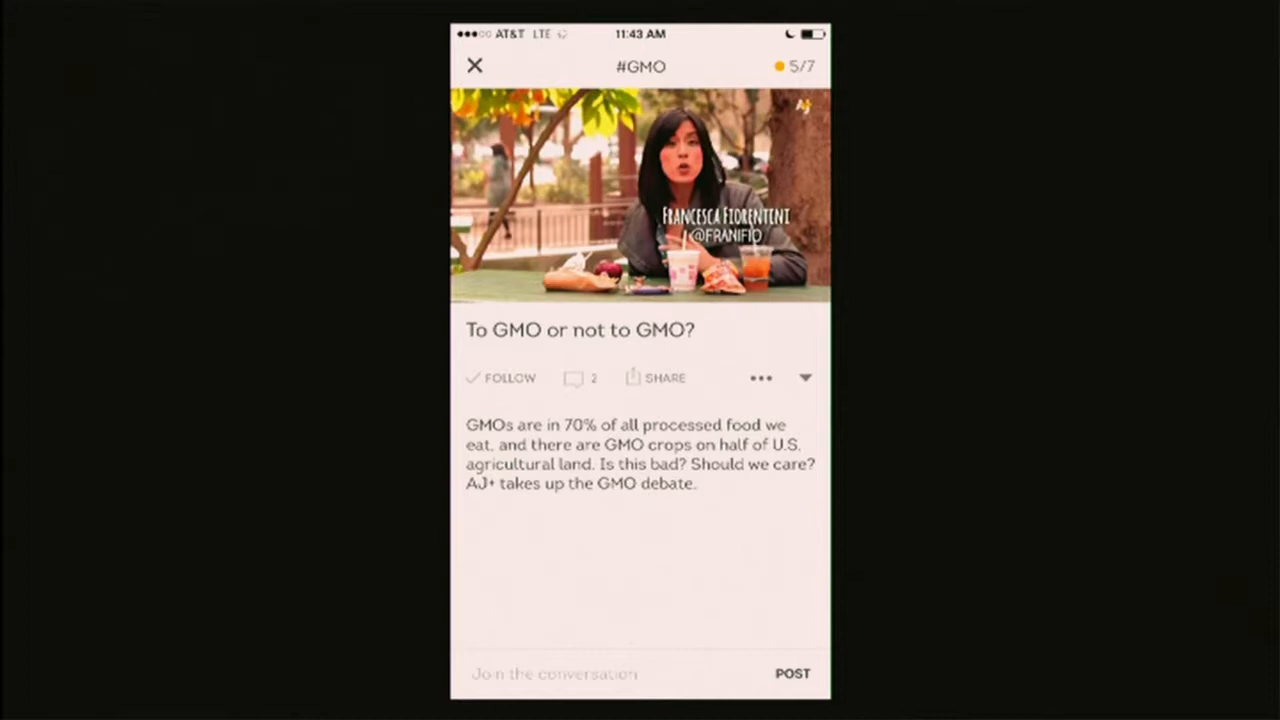 AT&T LTE 11:43 AM
#GMO 5/7
AJ+
FRANCESCA FIORENTINI
@FRANIFIO
To GMO or not to GMO?
FOLLOW 2 SHARE
GMOs are in 70% of all processed food we
eat, and there are GMO crops on half of U.S.
agricultural land. Is this bad? Should we care?
AJ+ takes up the GMO debate.
Join the conversation POST